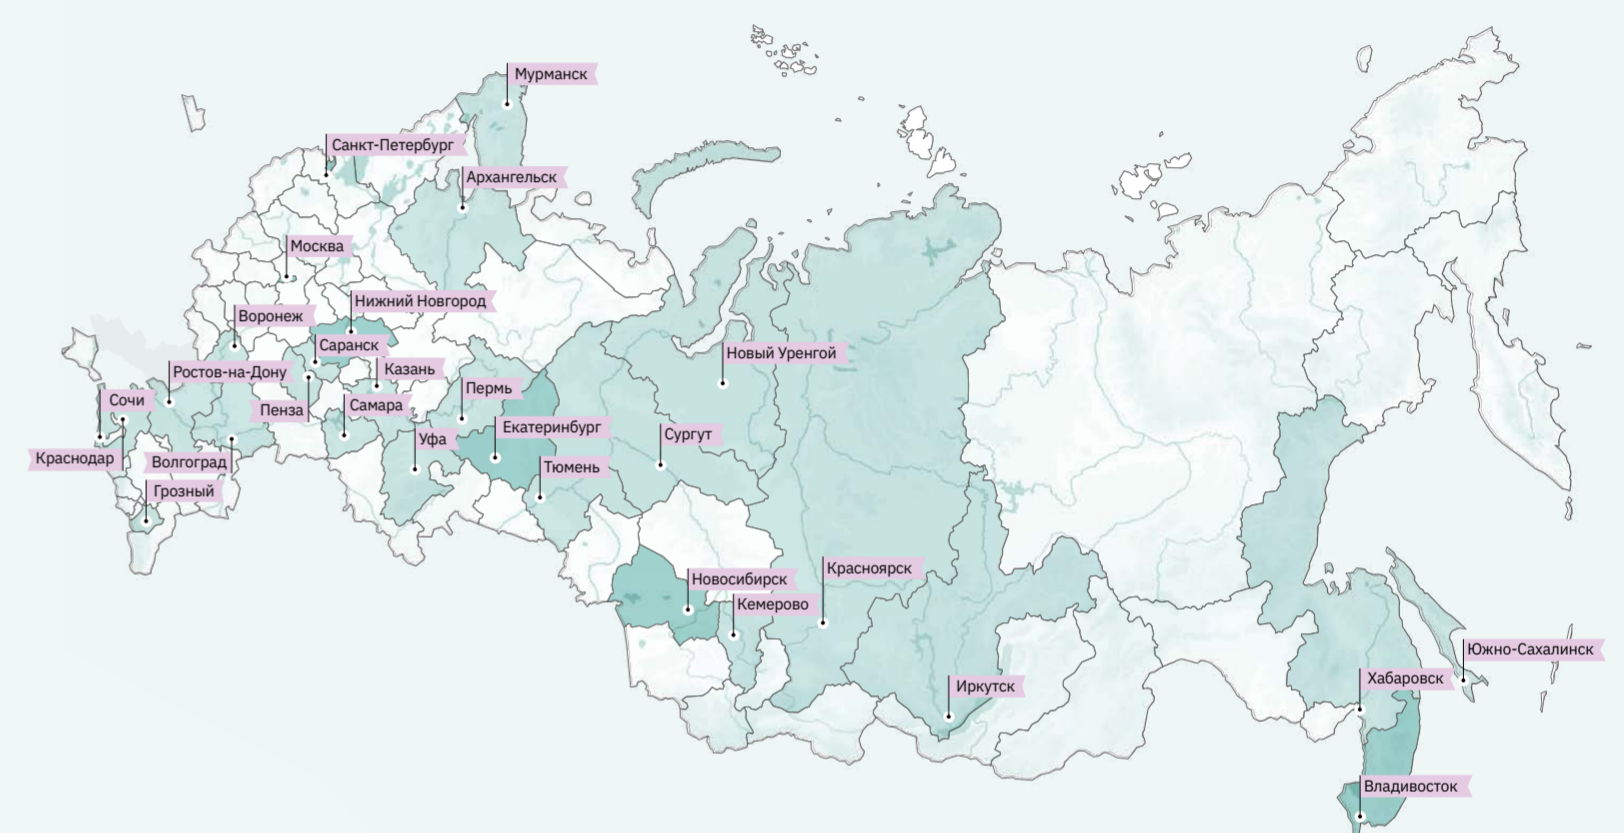 Мурманск
Санкт-Петербург
Архангельск
Москва
Нижний Новгород
Воронеж
Саранск
Новый Уренгой
Ростов-на-Дону
Казань
Пермь
Сочи
Пенза
Самара
Екатеринбург
Сургут
Уфа
Краснодар
Волгоград
Тюмень
Грозный
Красноярск
Новосибирск
Кемерово
Южно-Сахалинск
Хабаровск
Иркутск
Владивосток